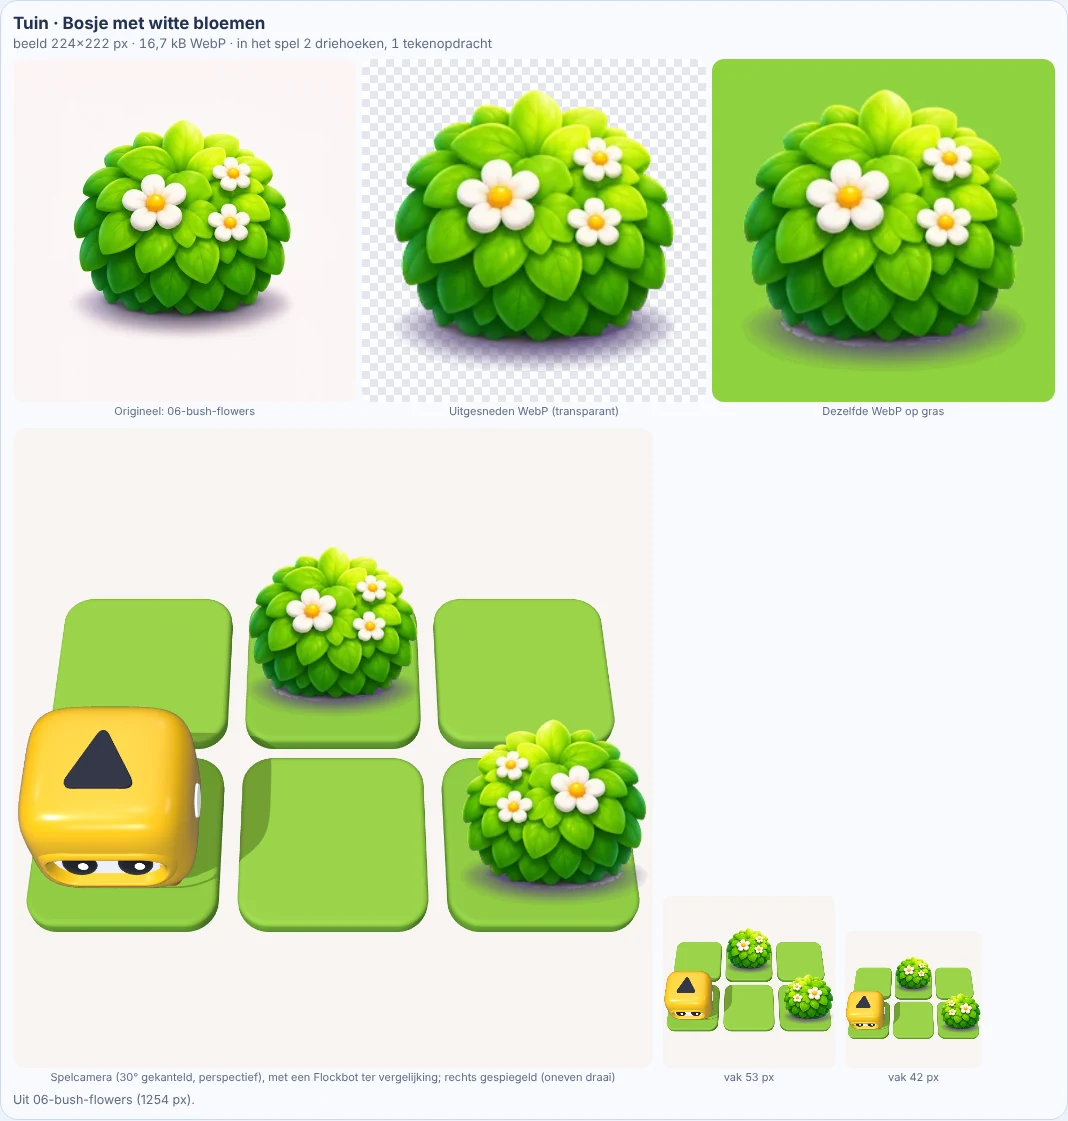 Tuin · Bosje met witte bloemen
beeld 224×222 px · 16,7 kB WebP · in het spel 2 driehoeken, 1 tekenopdracht
Origineel: 06-bush-flowers
Uitgesneden WebP (transparant)
Dezelfde WebP op gras
Spelcamera (30° gekanteld, perspectief), met een Flockbot ter vergelijking; rechts gespiegeld (oneven draai)
vak 53 px
vak 42 px
Uit 06-bush-flowers (1254 px).